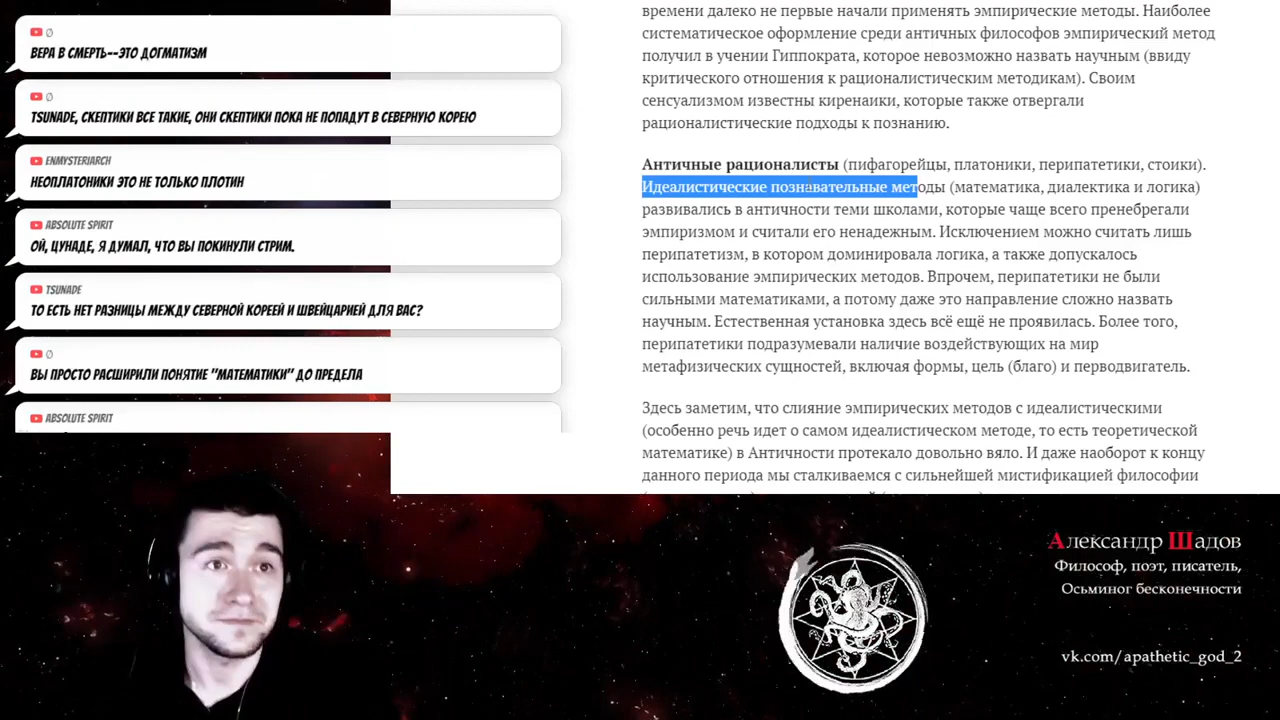 Ø
ВЕРА В СМЕРТЬ--ЭТО ДОГМАТИЗМ
Ø
TSUNADE, СКЕПТИКИ ВСЕ ТАКИЕ, ОНИ СКЕПТИКИ ПОКА НЕ ПОПАДУТ В СЕВЕРНУЮ КОРЕЮ
ENMYSTERIARCH
НЕОПЛАТОНИКИ ЭТО НЕ ТОЛЬКО ПЛОТИН
ABSOLUTE SPIRIT
ОЙ, ЦУНАДЕ, Я ДУМАЛ, ЧТО ВЫ ПОКИНУЛИ СТРИМ.
TSUNADE
ТО ЕСТЬ НЕТ РАЗНИЦЫ МЕЖДУ СЕВЕРНОЙ КОРЕЕЙ И ШВЕЙЦАРИЕЙ ДЛЯ ВАС?
Ø
ВЫ ПРОСТО РАСШИРИЛИ ПОНЯТИЕ "МАТЕМАТИКИ" ДО ПРЕДЕЛА
ABSOLUTE SPIRIT
времени далеко не первые начали применять эмпирические методы. Наиболее
систематическое оформление среди античных философов эмпирический метод
получил в учении Гиппократа, которое невозможно назвать научным (ввиду
критического отношения к рационалистическим методикам). Своим
сенсуализмом известны киренаики, которые также отвергали
рационалистические подходы к познанию.
Античные рационалисты (пифагорейцы, платоники, перипатетики, стоики).
Идеалистические познавательные методы (математика, диалектика и логика)
развивались в античности теми школами, которые чаще всего пренебрегали
эмпиризмом и считали его ненадежным. Исключением можно считать лишь
перипатетизм, в котором доминировала логика, а также допускалось
использование эмпирических методов. Впрочем, перипатетики не были
сильными математиками, а потому даже это направление сложно назвать
научным. Естественная установка здесь всё ещё не проявилась. Более того,
перипатетики подразумевали наличие воздействующих на мир
метафизических сущностей, включая формы, цель (благо) и перводвигатель.
Здесь заметим, что слияние эмпирических методов с идеалистическими
(особенно речь идет о самом идеалистическом методе, то есть теоретической
математике) в Античности протекало довольно вяло. И даже наоборот к концу
данного периода мы сталкиваемся с сильнейшей мистификацией философии
Александр Шадов
Философ, поэт, писатель,
Осьминог бесконечности
vk.com/apathetic_god_2